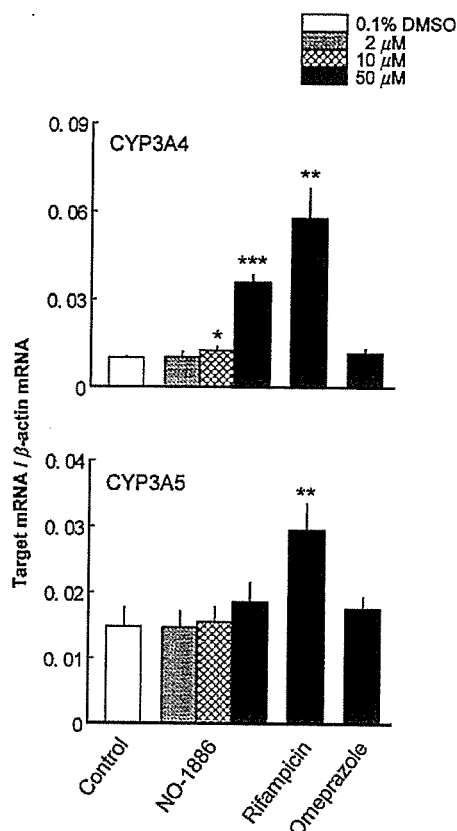 0.1% DMSO
2 μM
10 μM
50 μM
0.09
CYP3A4
**
0.06
***
0.03
*
0
Target mRNA / β-actin mRNA
0.04
CYP3A5
**
0.03
0.02
0.01
0
Control
NO-1886
Rifampicin
Omeprazole